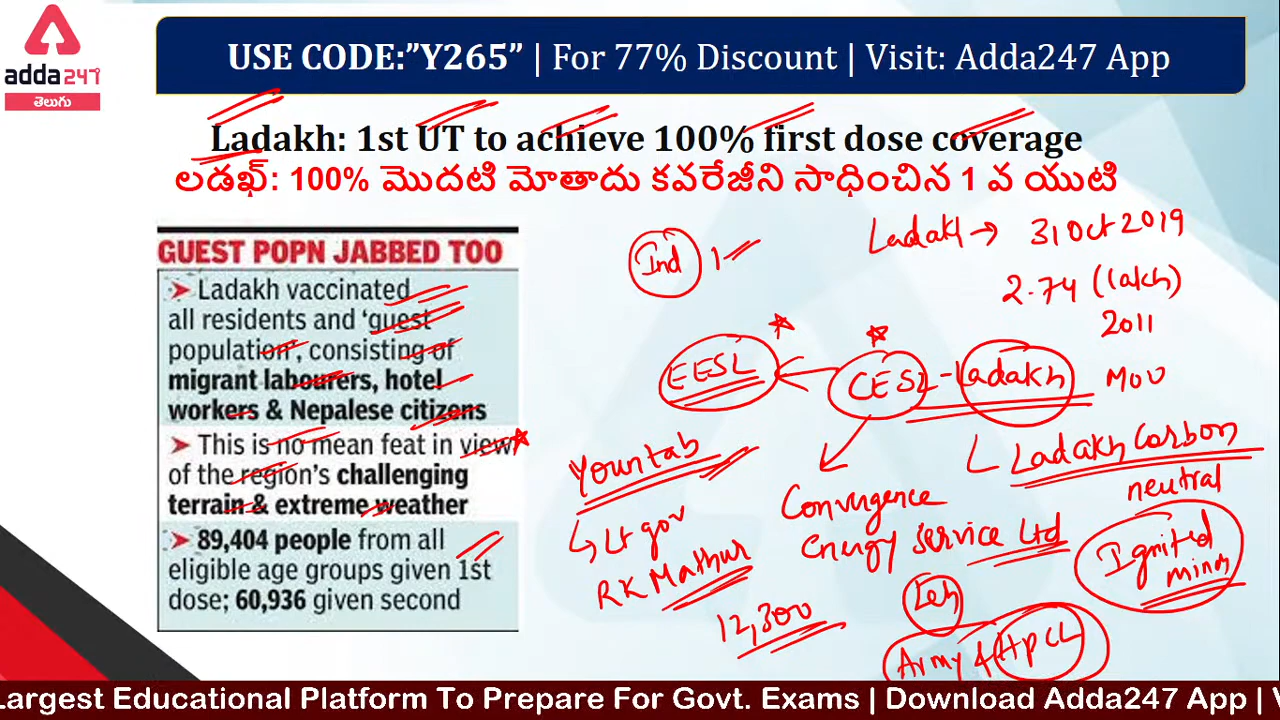 adda247
తెలుగు
USE CODE:”Y265” | For 77% Discount | Visit: Adda247 App
Ladakh: 1st UT to achieve 100% first dose coverage
లడఖ్: 100% మొదటి మోతాదు కవరేజీని సాధించిన 1 వ యుటి
GUEST POPN JABBED TOO
➤ Ladakh vaccinated
all residents and ‘guest
population’, consisting of
migrant labourers, hotel
workers & Nepalese citizens
➤ This is no mean feat in view
of the region’s challenging
terrain & extreme weather
➤ 89,404 people from all
eligible age groups given 1st
dose; 60,936 given second
Ind 1
Ladakh → 31 Oct 2019
2.74 (lakh)
2011
EESL ← CESL - Ladakh MOU
Yountab
↳ Lt gov
RK Mathur
12,300
Convergence
Energy Service Ltd
Ladakh Carbon
neutral
Ignited
minds
Leh
Army & HPCL
Largest Educational Platform To Prepare For Govt. Exams | Download Adda247 App | V